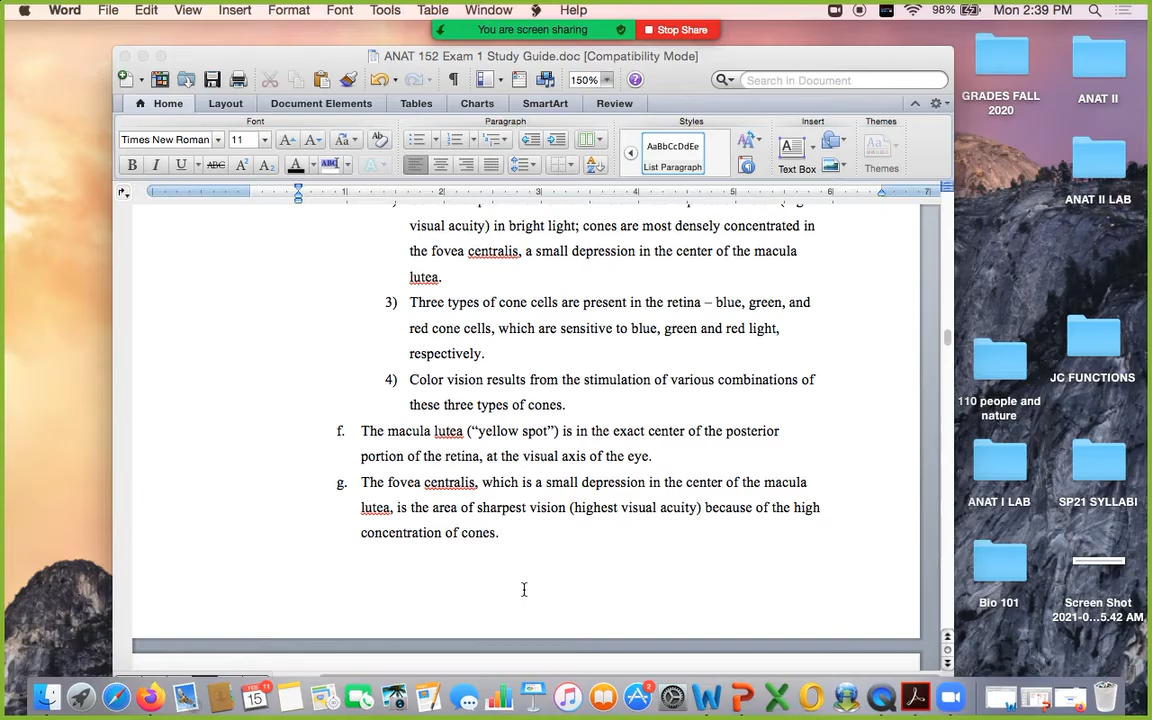 Word File Edit View Insert Format Font Tools Table Window Help 98% Mon 2:39 PM
You are screen sharing Stop Share
ANAT 152 Exam 1 Study Guide.doc [Compatibility Mode]
150% Search in Document
Home Layout Document Elements Tables Charts SmartArt Review
Font Paragraph Styles Insert Themes
Times New Roman 11 AaBbCcDdEe
List Paragraph Text Box Themes
visual acuity) in bright light; cones are most densely concentrated in
the fovea centralis, a small depression in the center of the macula
lutea.
3) Three types of cone cells are present in the retina – blue, green, and
red cone cells, which are sensitive to blue, green and red light,
respectively.
4) Color vision results from the stimulation of various combinations of
these three types of cones.
f. The macula lutea (“yellow spot”) is in the exact center of the posterior
portion of the retina, at the visual axis of the eye.
g. The fovea centralis, which is a small depression in the center of the macula
lutea, is the area of sharpest vision (highest visual acuity) because of the high
concentration of cones.
GRADES FALL
2020
ANAT II
ANAT II LAB
110 people and
nature
JC FUNCTIONS
ANAT I LAB
SP21 SYLLABI
Bio 101
Screen Shot
2021-0...5.42 AM
FEB
15
11
2